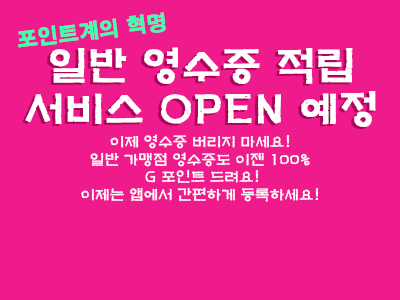 포인트계의 혁명
일반 영수증 적립
서비스 OPEN 예정
이제 영수증 버리지 마세요!
일반 가맹점 영수증도 이젠 100%
G 포인트 드려요!
이제는 앱에서 간편하게 등록하세요!